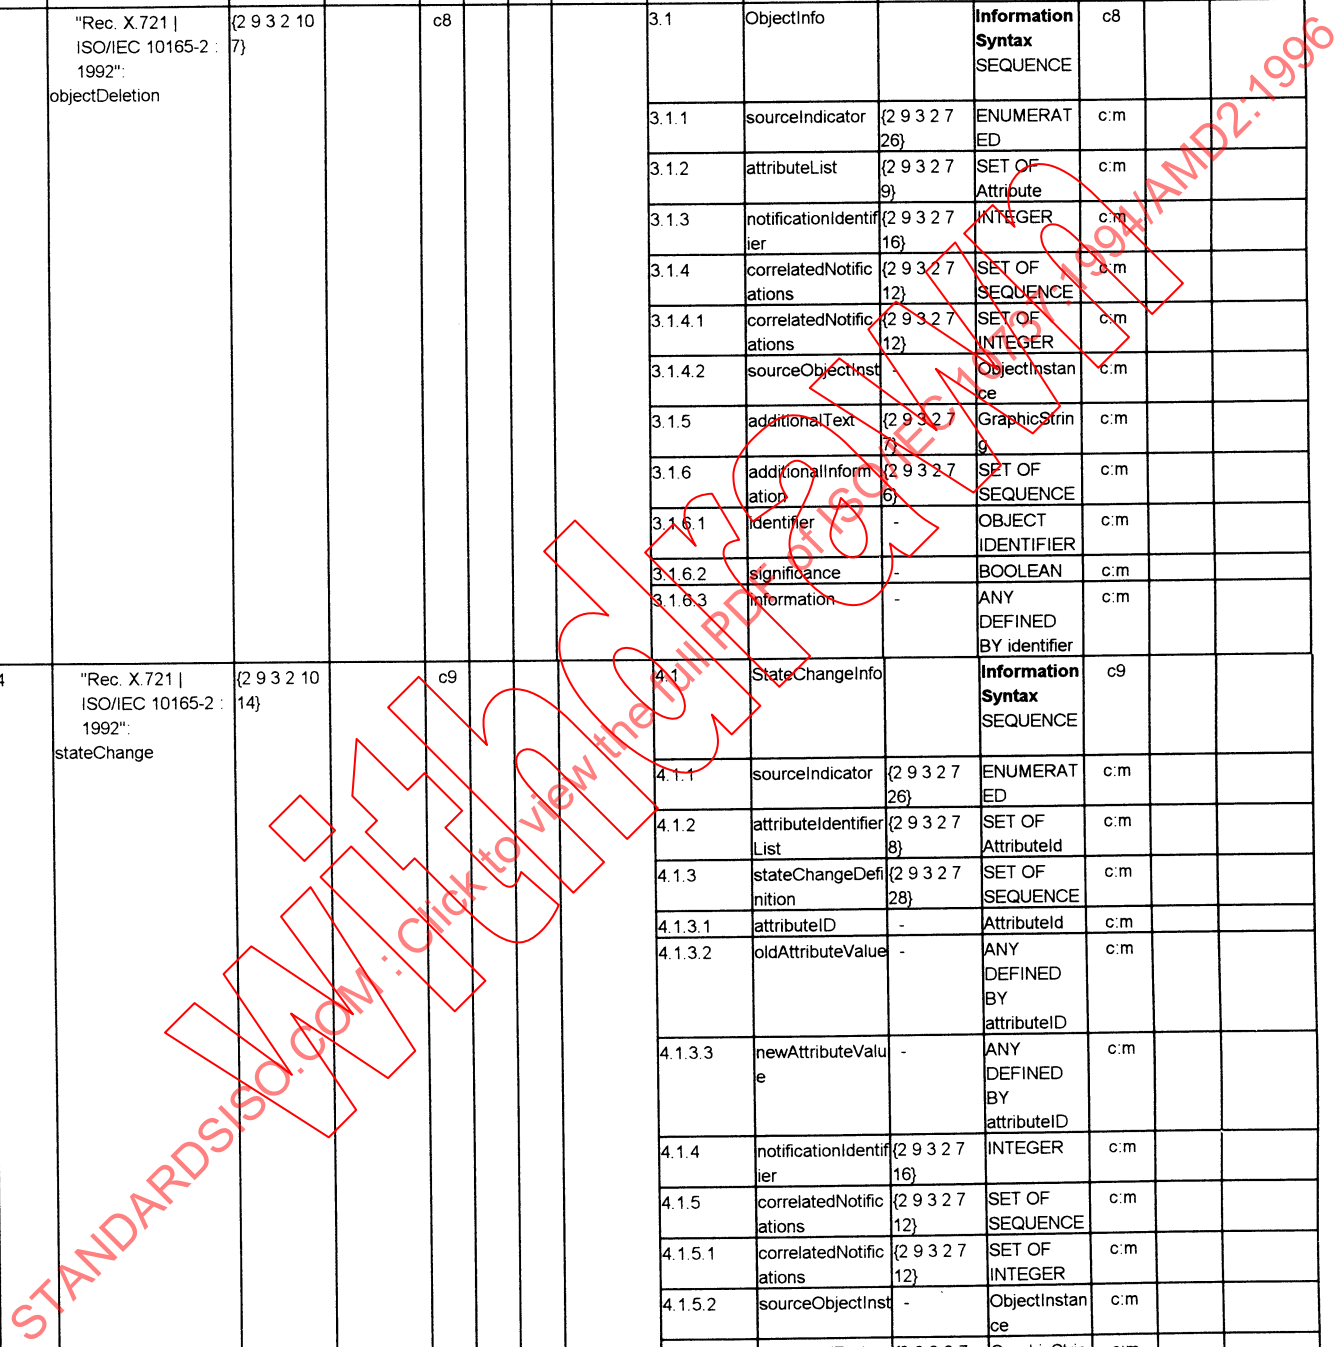 "Rec. X.721 | {2 9 3 2 10 c8 3.1 ObjectInfo Information c8
ISO/IEC 10165-2 : 7} Syntax
1992": SEQUENCE
objectDeletion
3.1.1 sourceIndicator {2 9 3 2 7 ENUMERAT c:m
26} ED
3.1.2 attributeList {2 9 3 2 7 SET OF c:m
9} Attribute
3.1.3 notificationIdentif {2 9 3 2 7 INTEGER c:m
ier 16}
3.1.4 correlatedNotific {2 9 3 2 7 SET OF c:m
ations 12} SEQUENCE
3.1.4.1 correlatedNotific {2 9 3 2 7 SET OF c:m
ations 12} INTEGER
3.1.4.2 sourceObjectInst - ObjectInstan c:m
ce
3.1.5 additionalText {2 9 3 2 7 GraphicStrin c:m
7} g
3.1.6 additionalInform {2 9 3 2 7 SET OF c:m
ation 6} SEQUENCE
3.1.6.1 identifier - OBJECT c:m
IDENTIFIER
3.1.6.2 significance - BOOLEAN c:m
3.1.6.3 information - ANY c:m
DEFINED
BY identifier
4 "Rec. X.721 | {2 9 3 2 10 c9 4.1 StateChangeInfo Information c9
ISO/IEC 10165-2 : 14} Syntax
1992": SEQUENCE
stateChange
4.1.1 sourceIndicator {2 9 3 2 7 ENUMERAT c:m
26} ED
4.1.2 attributeIdentifier {2 9 3 2 7 SET OF c:m
List 8} AttributeId
4.1.3 stateChangeDefi {2 9 3 2 7 SET OF c:m
nition 28} SEQUENCE
4.1.3.1 attributeID - AttributeId c:m
4.1.3.2 oldAttributeValue - ANY c:m
DEFINED
BY
attributeID
4.1.3.3 newAttributeValu - ANY c:m
e DEFINED
BY
attributeID
4.1.4 notificationIdentif {2 9 3 2 7 INTEGER c:m
ier 16}
4.1.5 correlatedNotific {2 9 3 2 7 SET OF c:m
ations 12} SEQUENCE
4.1.5.1 correlatedNotific {2 9 3 2 7 SET OF c:m
ations 12} INTEGER
4.1.5.2 sourceObjectInst - ObjectInstan c:m
ce
Withdrawn
STANDARDSISO.COM : Click to view the full PDF of ISO/IEC 10737:1994/AMD2:1996